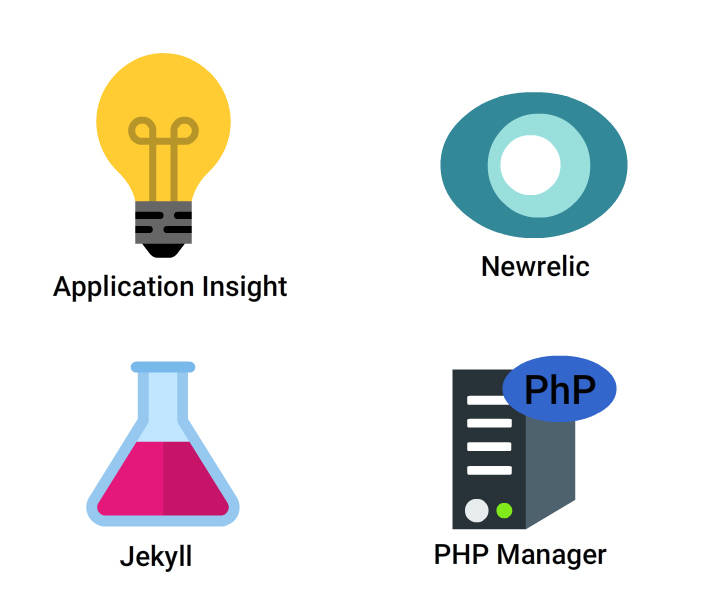 Application Insight
Newrelic
PhP
Jekyll
PHP Manager